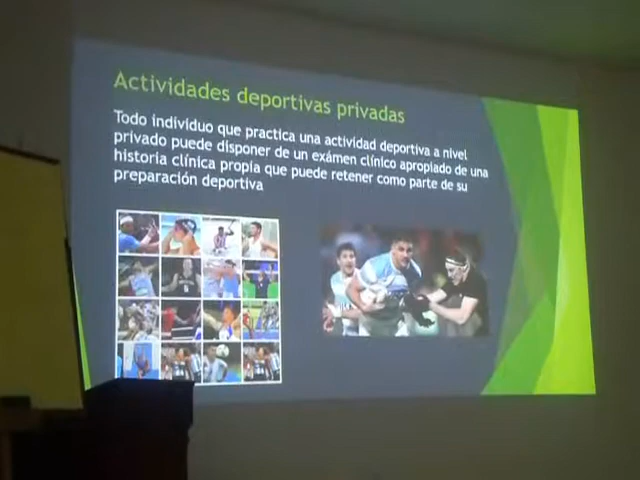 Actividades deportivas privadas
Todo individuo que practica una actividad deportiva a nivel
privado puede disponer de un exámen clínico apropiado de una
historia clínica propia que puede retener como parte de su
preparación deportiva